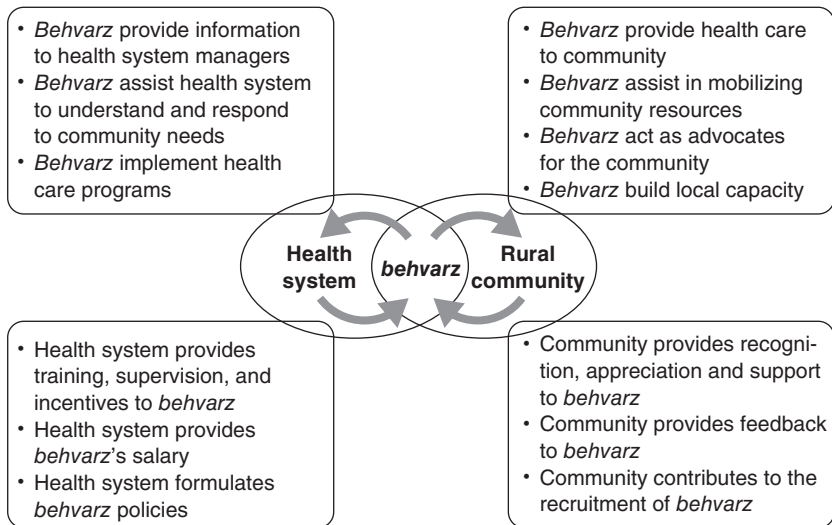 • Behvarz provide information
to health system managers
• Behvarz assist health system
to understand and respond
to community needs
• Behvarz implement health
care programs
• Behvarz provide health care
to community
• Behvarz assist in mobilizing
community resources
• Behvarz act as advocates
for the community
• Behvarz build local capacity
Health
system
behvarz
Rural
community
• Health system provides
training, supervision, and
incentives to behvarz
• Health system provides
behvarz's salary
• Health system formulates
behvarz policies
• Community provides recogni-
tion, appreciation and support
to behvarz
• Community provides feedback
to behvarz
• Community contributes to the
recruitment of behvarz